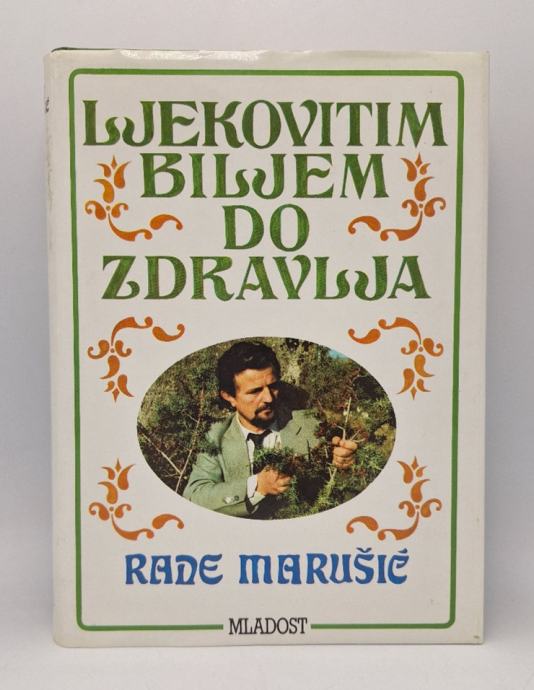 LJEKOVITIM
BILJEM
DO
ZDRAVLJA
RADE MARUŠIĆ
MLADOST